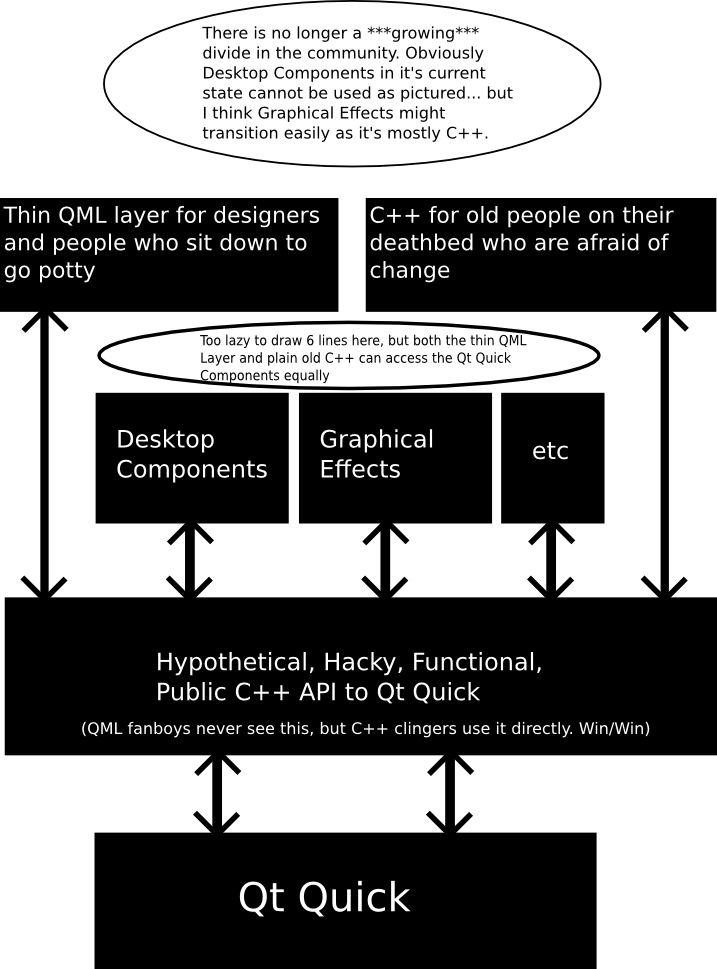 There is no longer a ***growing***
divide in the community. Obviously
Desktop Components in it's current
state cannot be used as pictured... but
I think Graphical Effects might
transition easily as it's mostly C++.
Thin QML layer for designers
and people who sit down to
go potty
C++ for old people on their
deathbed who are afraid of
change
Too lazy to draw 6 lines here, but both the thin QML
Layer and plain old C++ can access the Qt Quick
Components equally
Desktop
Components
Graphical
Effects
etc
Hypothetical, Hacky, Functional,
Public C++ API to Qt Quick
(QML fanboys never see this, but C++ clingers use it directly. Win/Win)
Qt Quick